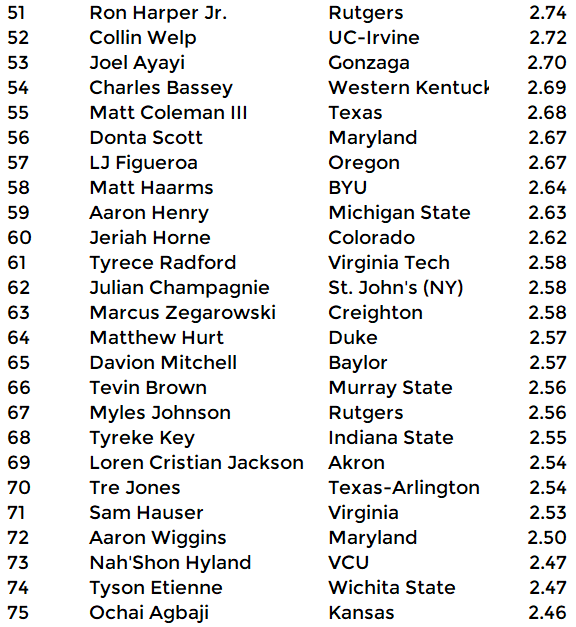 51 Ron Harper Jr. Rutgers 2.74
52 Collin Welp UC-Irvine 2.72
53 Joel Ayayi Gonzaga 2.70
54 Charles Bassey Western Kentuck 2.69
55 Matt Coleman III Texas 2.68
56 Donta Scott Maryland 2.67
57 LJ Figueroa Oregon 2.67
58 Matt Haarms BYU 2.64
59 Aaron Henry Michigan State 2.63
60 Jeriah Horne Colorado 2.62
61 Tyrece Radford Virginia Tech 2.58
62 Julian Champagnie St. John's (NY) 2.58
63 Marcus Zegarowski Creighton 2.58
64 Matthew Hurt Duke 2.57
65 Davion Mitchell Baylor 2.57
66 Tevin Brown Murray State 2.56
67 Myles Johnson Rutgers 2.56
68 Tyreke Key Indiana State 2.55
69 Loren Cristian Jackson Akron 2.54
70 Tre Jones Texas-Arlington 2.54
71 Sam Hauser Virginia 2.53
72 Aaron Wiggins Maryland 2.50
73 Nah'Shon Hyland VCU 2.47
74 Tyson Etienne Wichita State 2.47
75 Ochai Agbaji Kansas 2.46